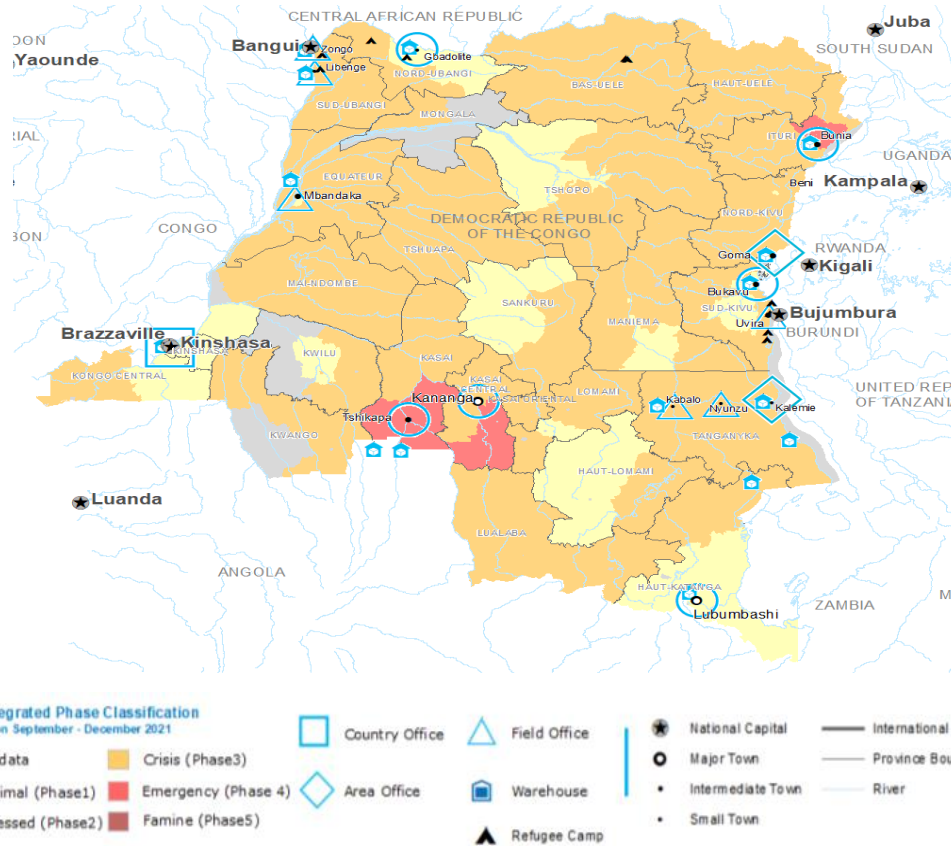 CENTRAL AFRICAN REPUBLIC
Juba
SOUTH SUDAN
OON
Yaounde
Bangui
Zongo
Gbadolite
NORD-UBANGI
Libenge
BAS-UELE
HAUT-UELE
SUD-UBANGI
MONGALA
RIAL
ITURI
Bunia
UGANDA
EQUATEUR
Beni
Kampala
Mbandaka
TSHOPO
NORD-KIVU
CONGO
DEMOCRATIC REPUBLIC
OF THE CONGO
BON
TSHUAPA
RWANDA
Goma
Kigali
MAI-NDOMBE
Bukavu
SANKURU
SUD-KIVU
Bujumbura
MANIEMA
Uvira
BURUNDI
Brazzaville
Kinshasa
KINSHASA
KWILU
KASAI
KONGO CENTRAL
KASAI
CENTRAL
UNITED REP
OF TANZANI
Kananga
LOMAMI
Kabalo
Nyunzu
Kalemie
Tshikapa
KWANGO
TANGANYKA
HAUT-LOMAMI
Luanda
LUALABA
ANGOLA
HAUT-KATANGA
Lubumbashi
ZAMBIA
M
egrated Phase Classification
on September - December 2021
data
Crisis (Phase3)
imal (Phase1)
Emergency (Phase 4)
essed (Phase2)
Famine (Phase5)
Country Office
Area Office
Field Office
Warehouse
Refugee Camp
National Capital
Major Town
Intermediate Town
Small Town
International
Province Bou
River